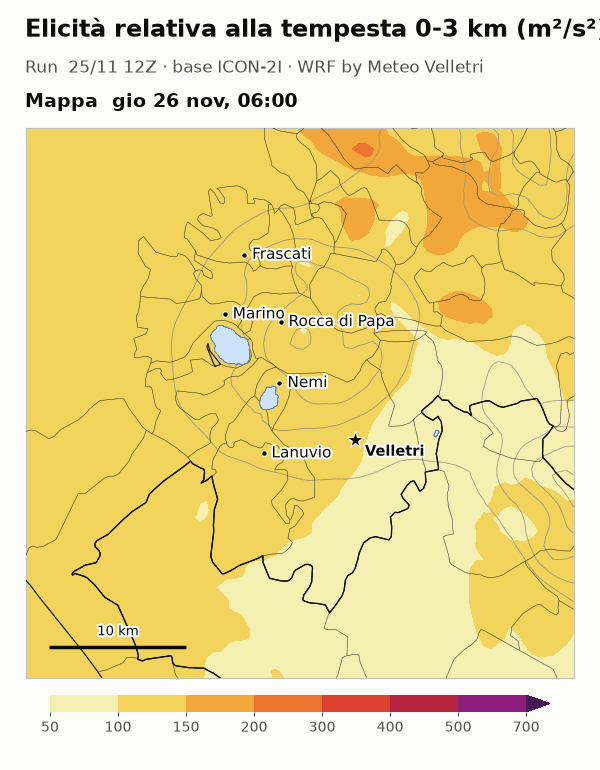 Elicità relativa alla tempesta 0-3 km (m²/s²)
Run 25/11 12Z · base ICON-2I · WRF by Meteo Velletri
Mappa gio 26 nov, 06:00
Frascati
Marino
Rocca di Papa
Nemi
Velletri
Lanuvio
10 km
50 100 150 200 300 400 500 700